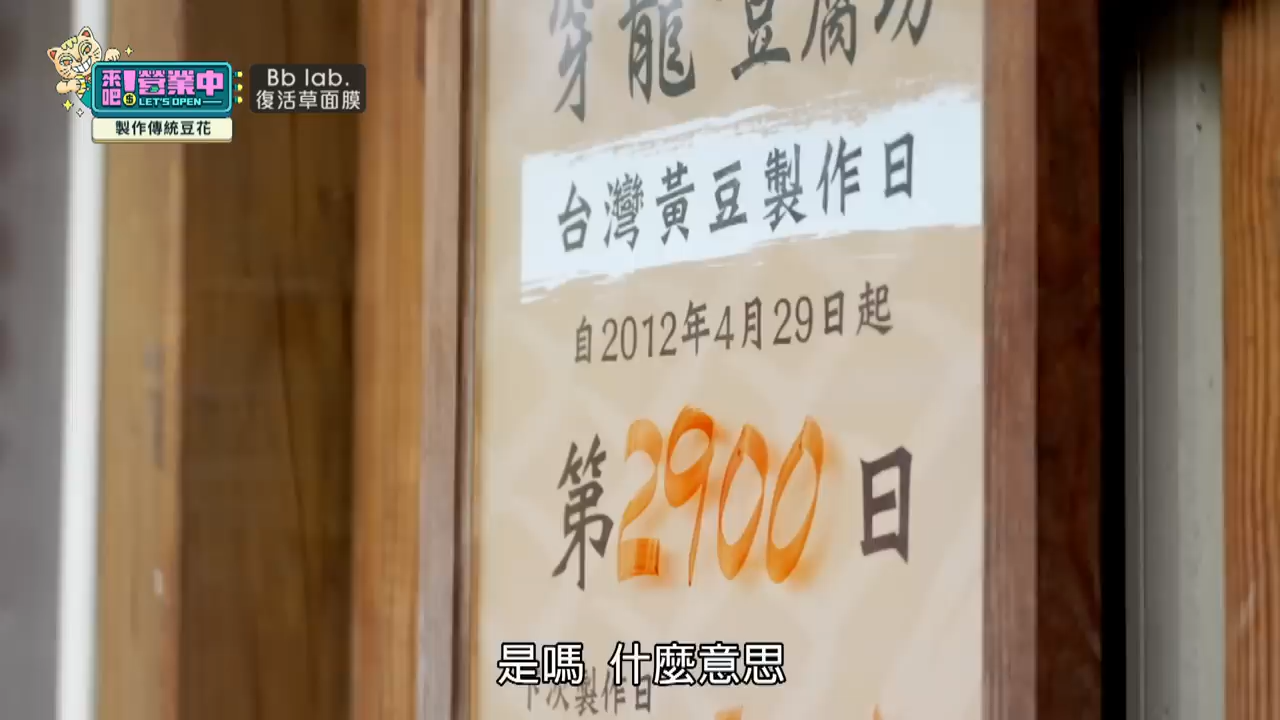 來吧!營業中
LET'S OPEN
製作傳統豆花
Bb lab.
復活草面膜
穿龍豆腐坊
台灣黃豆製作日
自2012年4月29日起
第2900日
下次製作日
是嗎 什麼意思